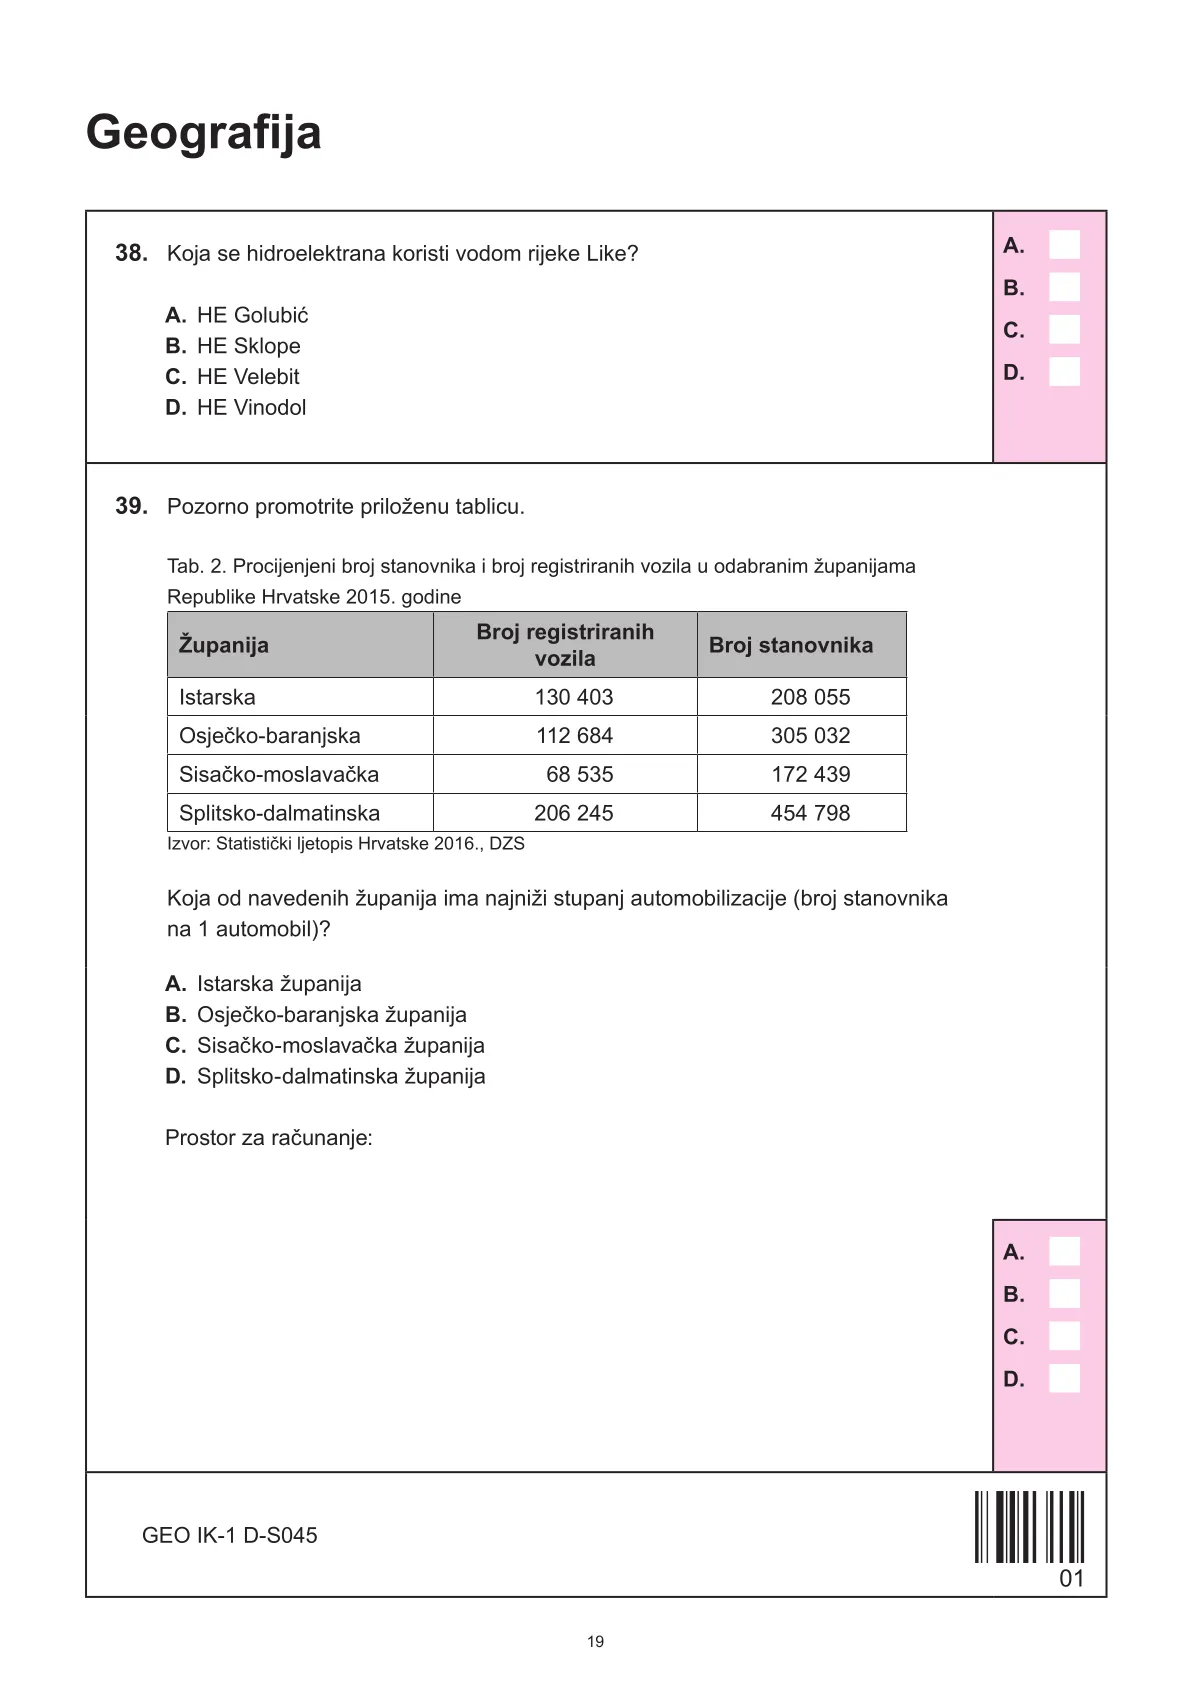 Geografija
38. Koja se hidroelektrana koristi vodom rijeke Like?
A. HE Golubić
B. HE Sklope
C. HE Velebit
D. HE Vinodol
A.
B.
C.
D.
39. Pozorno promotrite priloženu tablicu.
Tab. 2. Procijenjeni broj stanovnika i broj registriranih vozila u odabranim županijama
Republike Hrvatske 2015. godine
Županija Broj registriranih vozila Broj stanovnika
Istarska 130 403 208 055
Osječko-baranjska 112 684 305 032
Sisačko-moslavačka 68 535 172 439
Splitsko-dalmatinska 206 245 454 798
Izvor: Statistički ljetopis Hrvatske 2016., DZS
Koja od navedenih županija ima najniži stupanj automobilizacije (broj stanovnika
na 1 automobil)?
A. Istarska županija
B. Osječko-baranjska županija
C. Sisačko-moslavačka županija
D. Splitsko-dalmatinska županija
Prostor za računanje:
A.
B.
C.
D.
GEO IK-1 D-S045
01
19